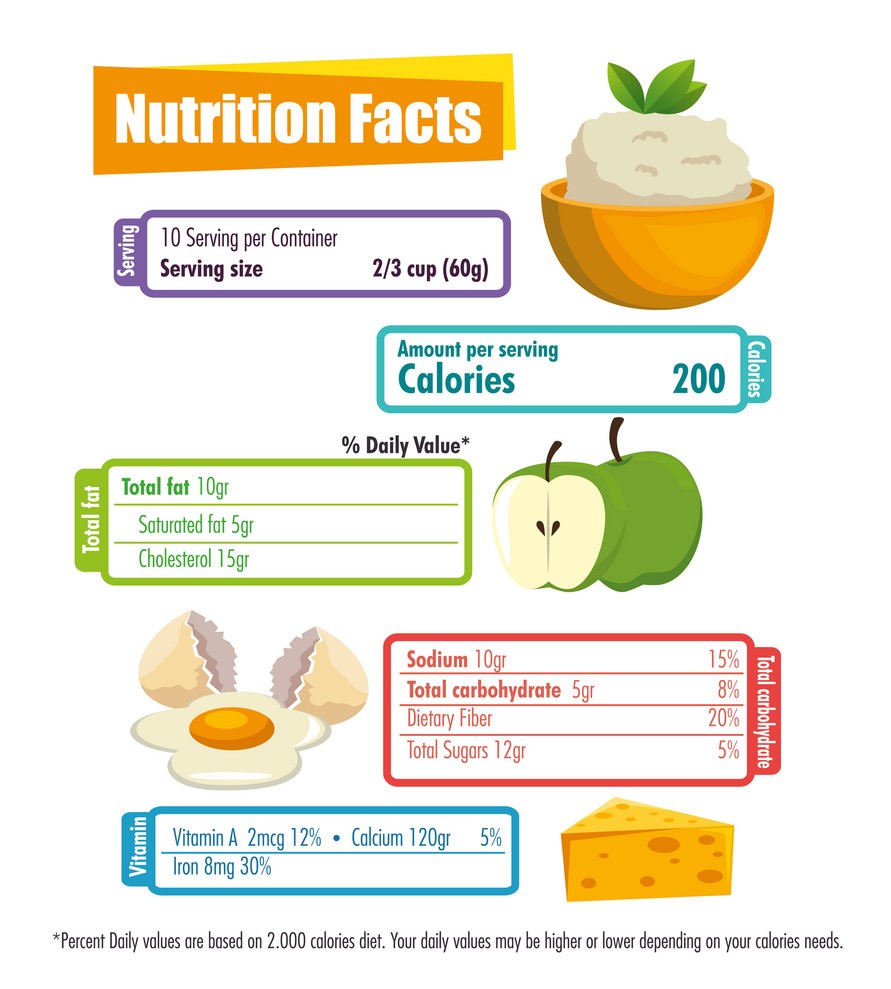 Nutrition Facts
Serving
10 Serving per Container
Serving size 2/3 cup (60g)
Amount per serving
Calories 200
Calories
% Daily Value*
Total fat
Total fat 10gr
Saturated fat 5gr
Cholesterol 15gr
Sodium 10gr 15%
Total carbohydrate 5gr 8%
Dietary Fiber 20%
Total Sugars 12gr 5%
Total carbohydrate
Vitamin
Vitamin A 2mcg 12% • Calcium 120gr 5%
Iron 8mg 30%
*Percent Daily values are based on 2.000 calories diet. Your daily values may be higher or lower depending on your calories needs.